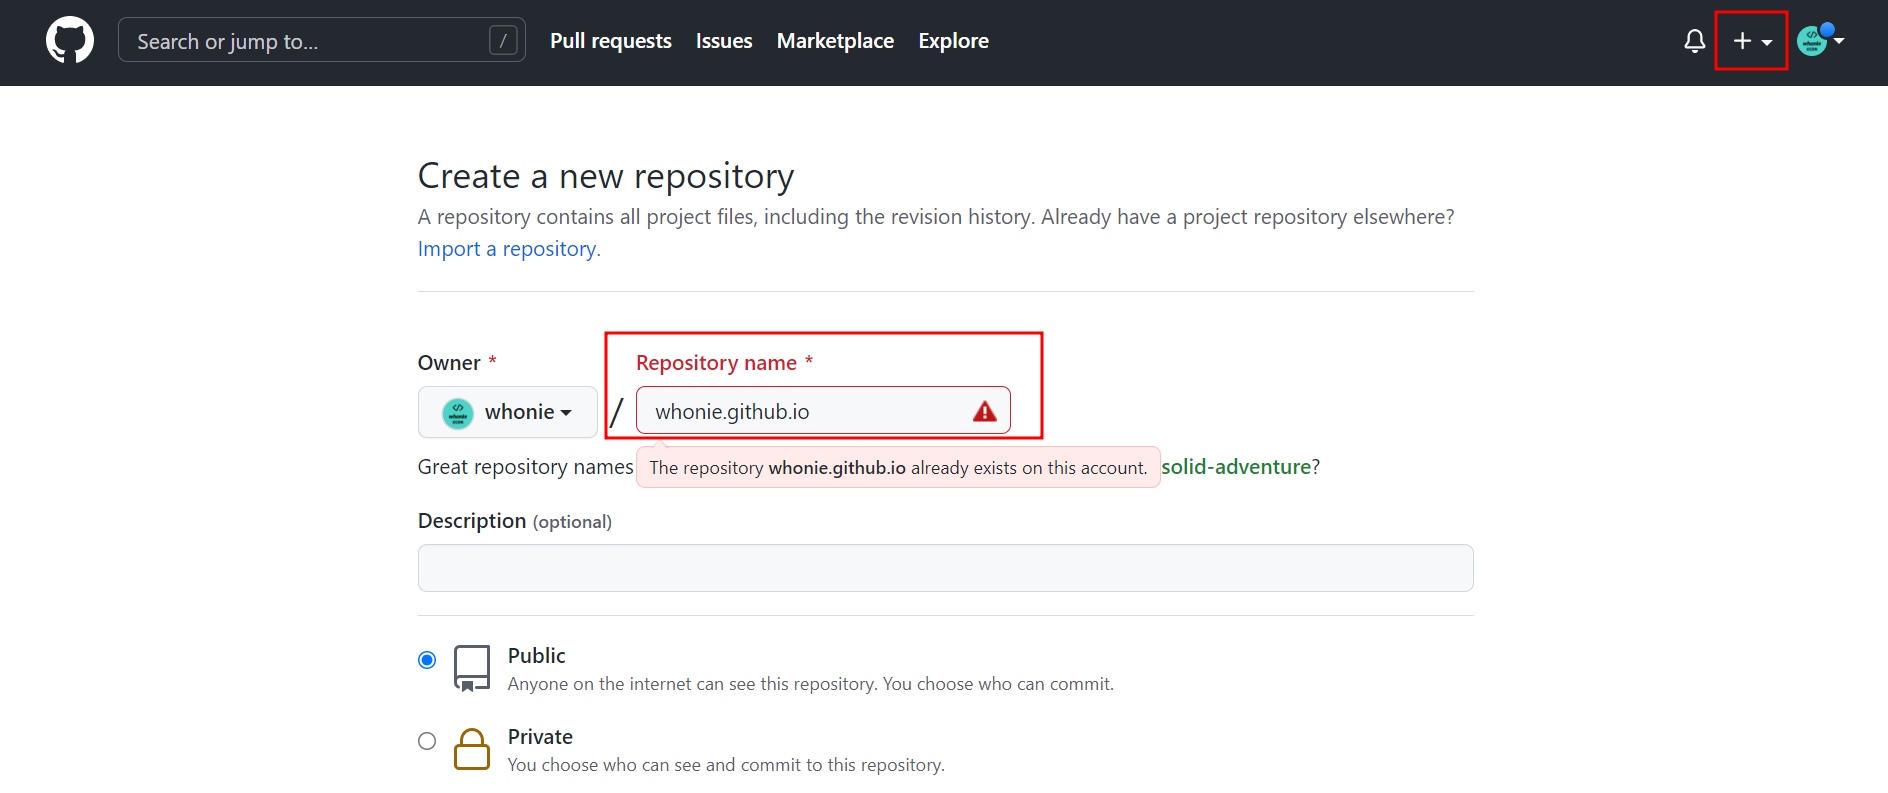 Search or jump to... / Pull requests Issues Marketplace Explore
Create a new repository
A repository contains all project files, including the revision history. Already have a project repository elsewhere?
Import a repository.
Owner * Repository name *
whonie / whonie.github.io
Great repository names The repository whonie.github.io already exists on this account. solid-adventure?
Description (optional)
Public
Anyone on the internet can see this repository. You choose who can commit.
Private
You choose who can see and commit to this repository.